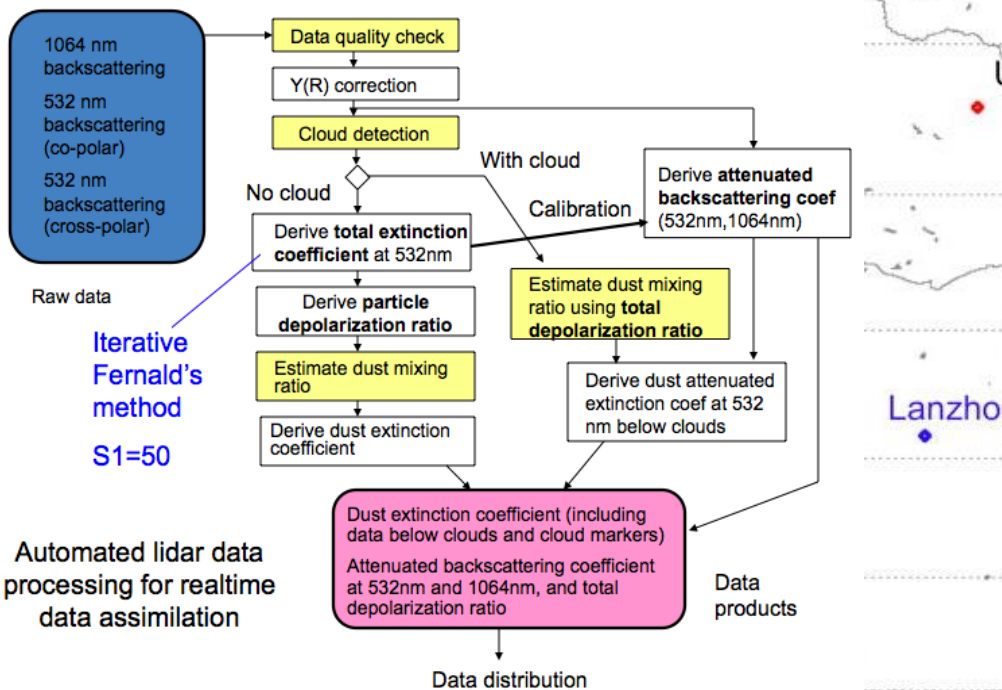 1064 nm
backscattering
532 nm
backscattering
(co-polar)
532 nm
backscattering
(cross-polar)
Raw data
Data quality check
Y(R) correction
Cloud detection
With cloud
No cloud
Calibration
Derive attenuated
backscattering coef
(532nm,1064nm)
Derive total extinction
coefficient at 532nm
Derive particle
depolarization ratio
Estimate dust mixing
ratio using total
depolarization ratio
Iterative
Fernald's
method
S1=50
Estimate dust mixing
ratio
Derive dust attenuated
extinction coef at 532
nm below clouds
Derive dust extinction
coefficient
Dust extinction coefficient (including
data below clouds and cloud markers)
Attenuated backscattering coefficient
at 532nm and 1064nm, and total
depolarization ratio
Data
products
Automated lidar data
processing for realtime
data assimilation
Data distribution
Lanzho